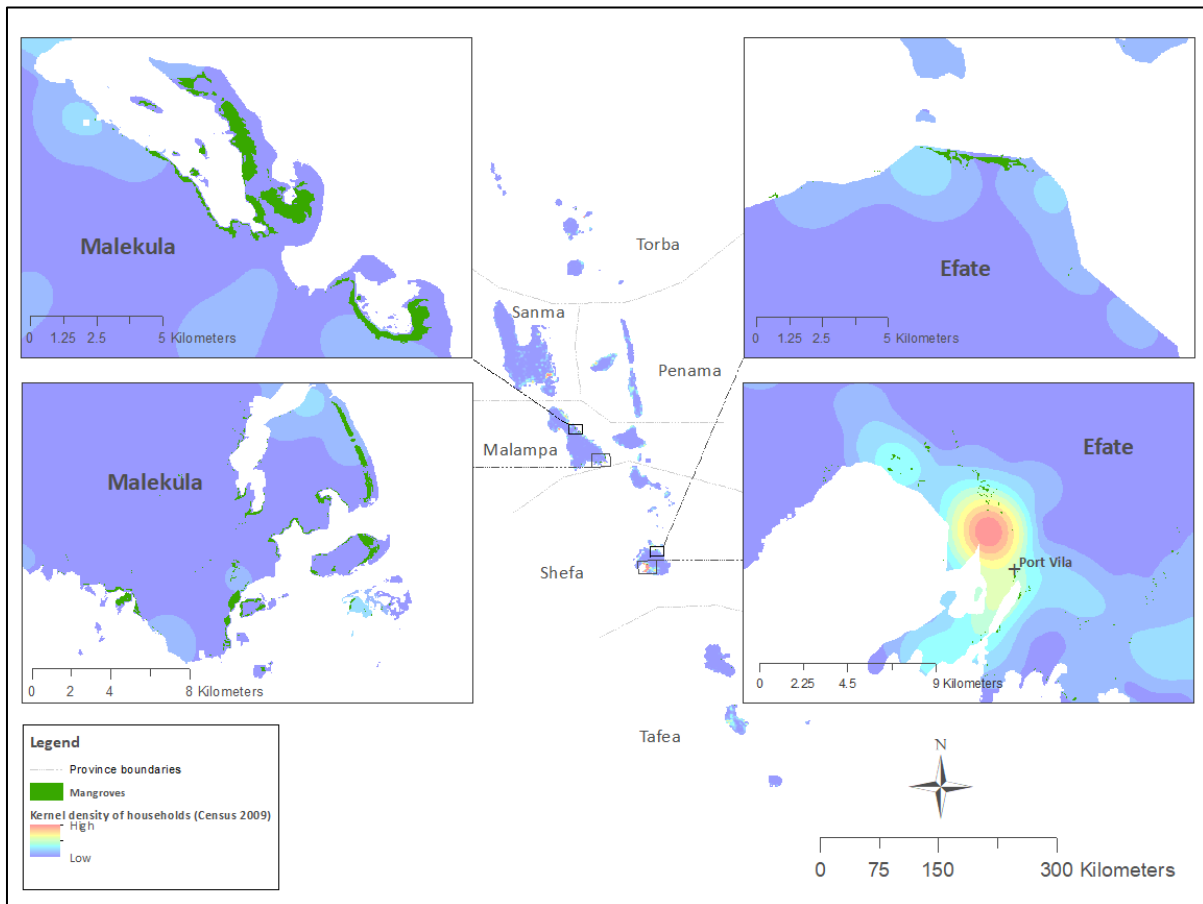 Malekula
0 1.25 2.5 5 Kilometers
Efate
0 1.25 2.5 5 Kilometers
Torba
Sanma
Penama
Malampa
Shefa
Tafea
Malekula
0 2 4 8 Kilometers
Efate
Port Vila
0 2.25 4.5 9 Kilometers
Legend
Province boundaries
Mangroves
Kernel density of households (Census 2009)
High
Low
N
0 75 150 300 Kilometers